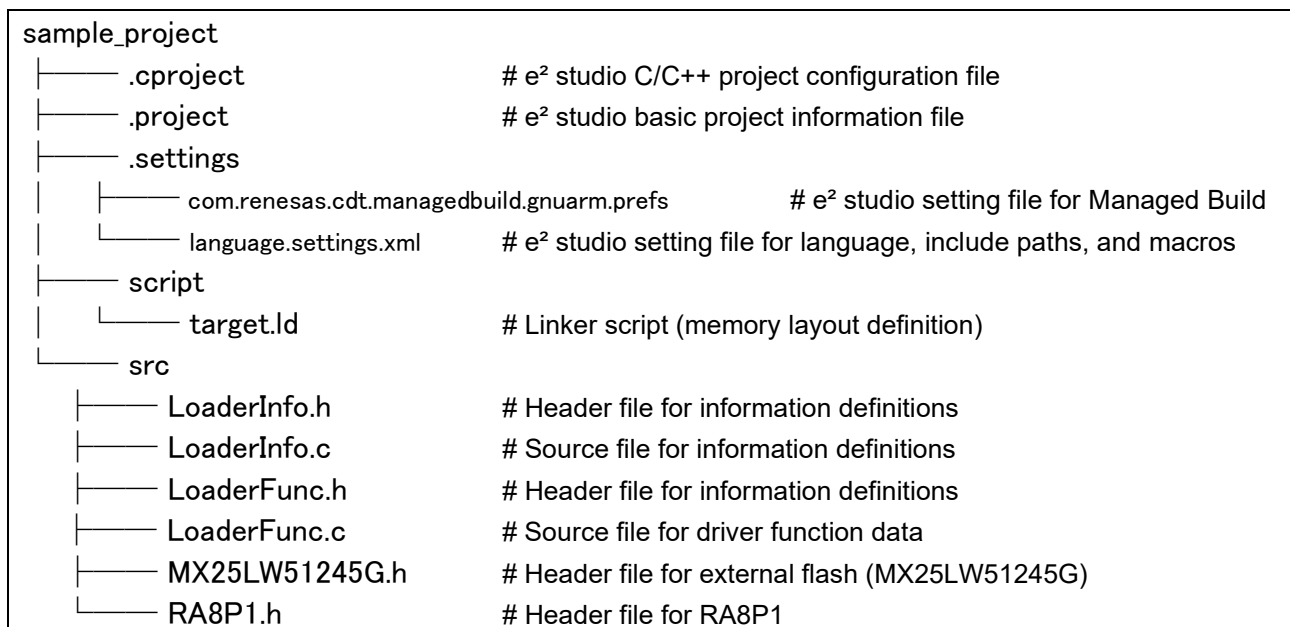 sample_project
├─── .cproject # e² studio C/C++ project configuration file
├─── .project # e² studio basic project information file
├─── .settings
│ ├─── com.renesas.cdt.managedbuild.gnuarm.prefs # e² studio setting file for Managed Build
│ └─── language.settings.xml # e² studio setting file for language, include paths, and macros
├─── script
│ └─── target.ld # Linker script (memory layout definition)
└─── src
├─── LoaderInfo.h # Header file for information definitions
├─── LoaderInfo.c # Source file for information definitions
├─── LoaderFunc.h # Header file for information definitions
├─── LoaderFunc.c # Source file for driver function data
├─── MX25LW51245G.h # Header file for external flash (MX25LW51245G)
└─── RA8P1.h # Header file for RA8P1